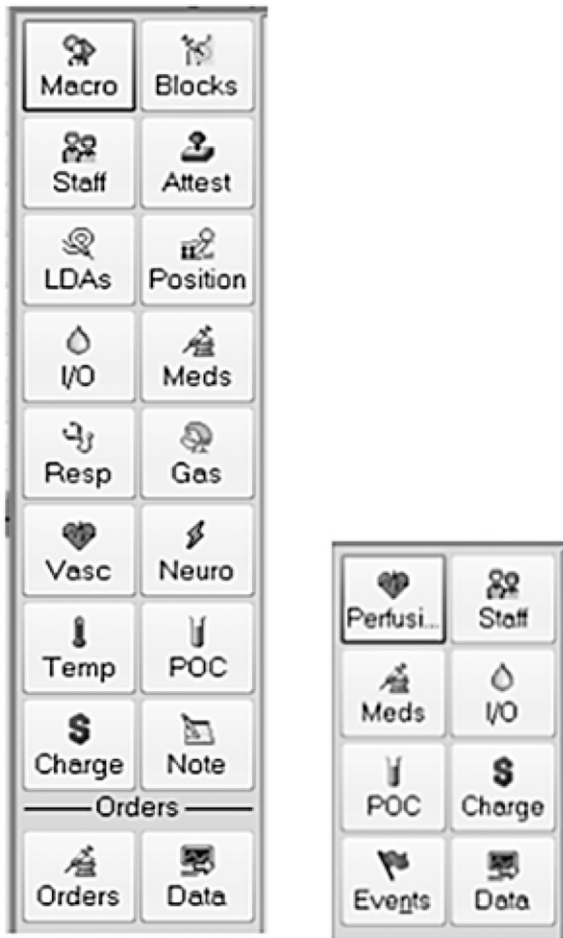 Macro Blocks
Staff Attest
LDAs Position
I/O Meds
Resp Gas
Vasc Neuro
Temp POC
Charge Note
Orders
Orders Data
Perfusi... Staff
Meds I/O
POC Charge
Events Data